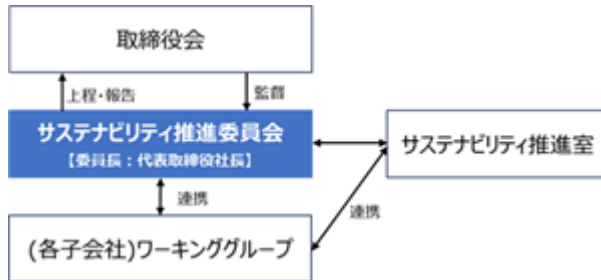 取締役会
上程・報告
監督
サステナビリティ推進委員会
【委員長：代表取締役社長】
サステナビリティ推進室
連携
連携
(各子会社)ワーキンググループ